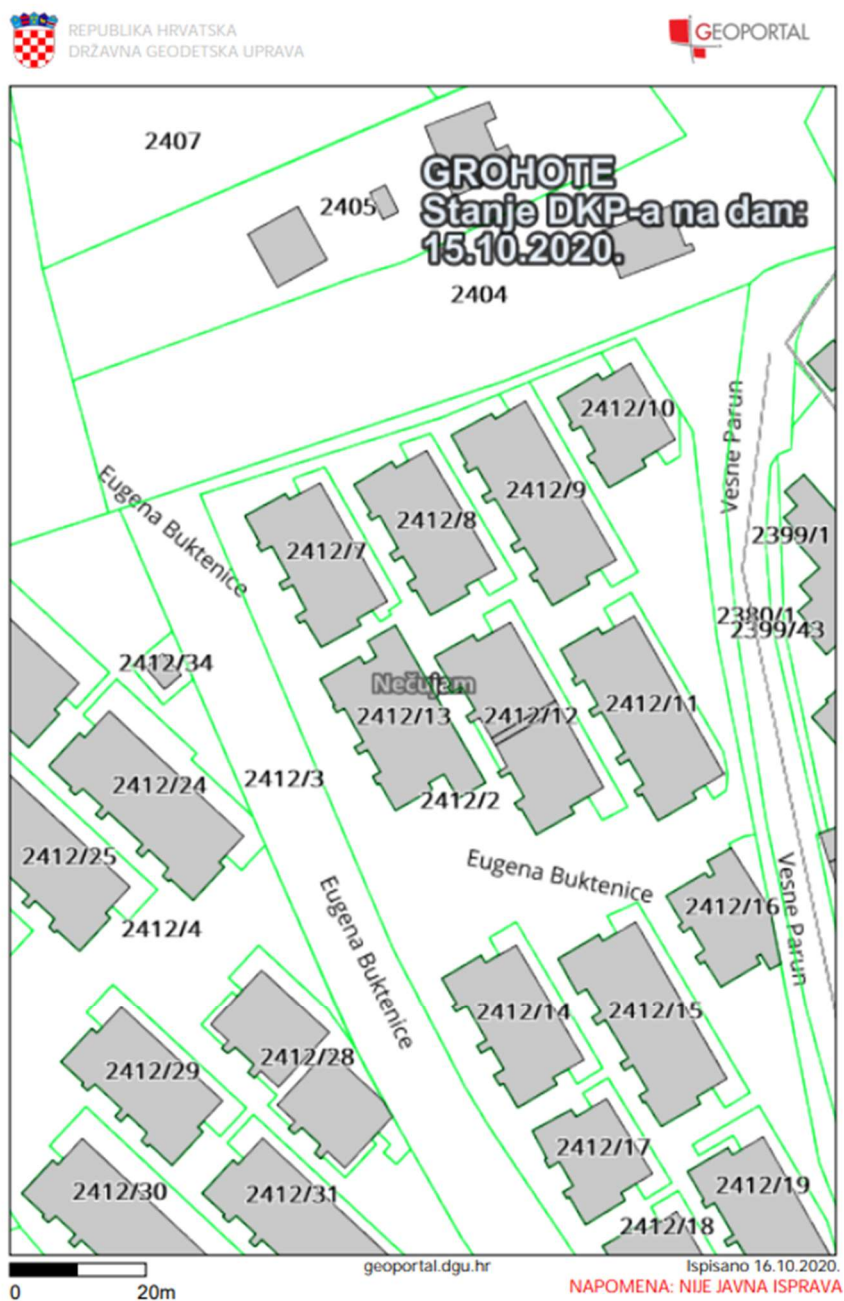 REPUBLIKA HRVATSKA
DRŽAVNA GEODETSKA UPRAVA
GEOPORTAL
2407
GROHOTE
2405
Stanje DKP-a na dan:
15.10.2020.
2404
2412/10
Vesne Parun
2412/9
2412/8
Eugena Buktenice
2412/7
2399/1
2380/1
2399/43
2412/34
Nečujam
2412/13
2412/12
2412/11
2412/3
2412/24
2412/2
2412/25
Eugena Buktenice
2412/16
Vesne Parun
2412/4
Eugena Buktenice
2412/14
2412/15
2412/28
2412/29
2412/17
2412/30
2412/31
2412/19
2412/18
0 20m
geoportal.dgu.hr
Ispisano 16.10.2020.
NAPOMENA: NIJE JAVNA ISPRAVA